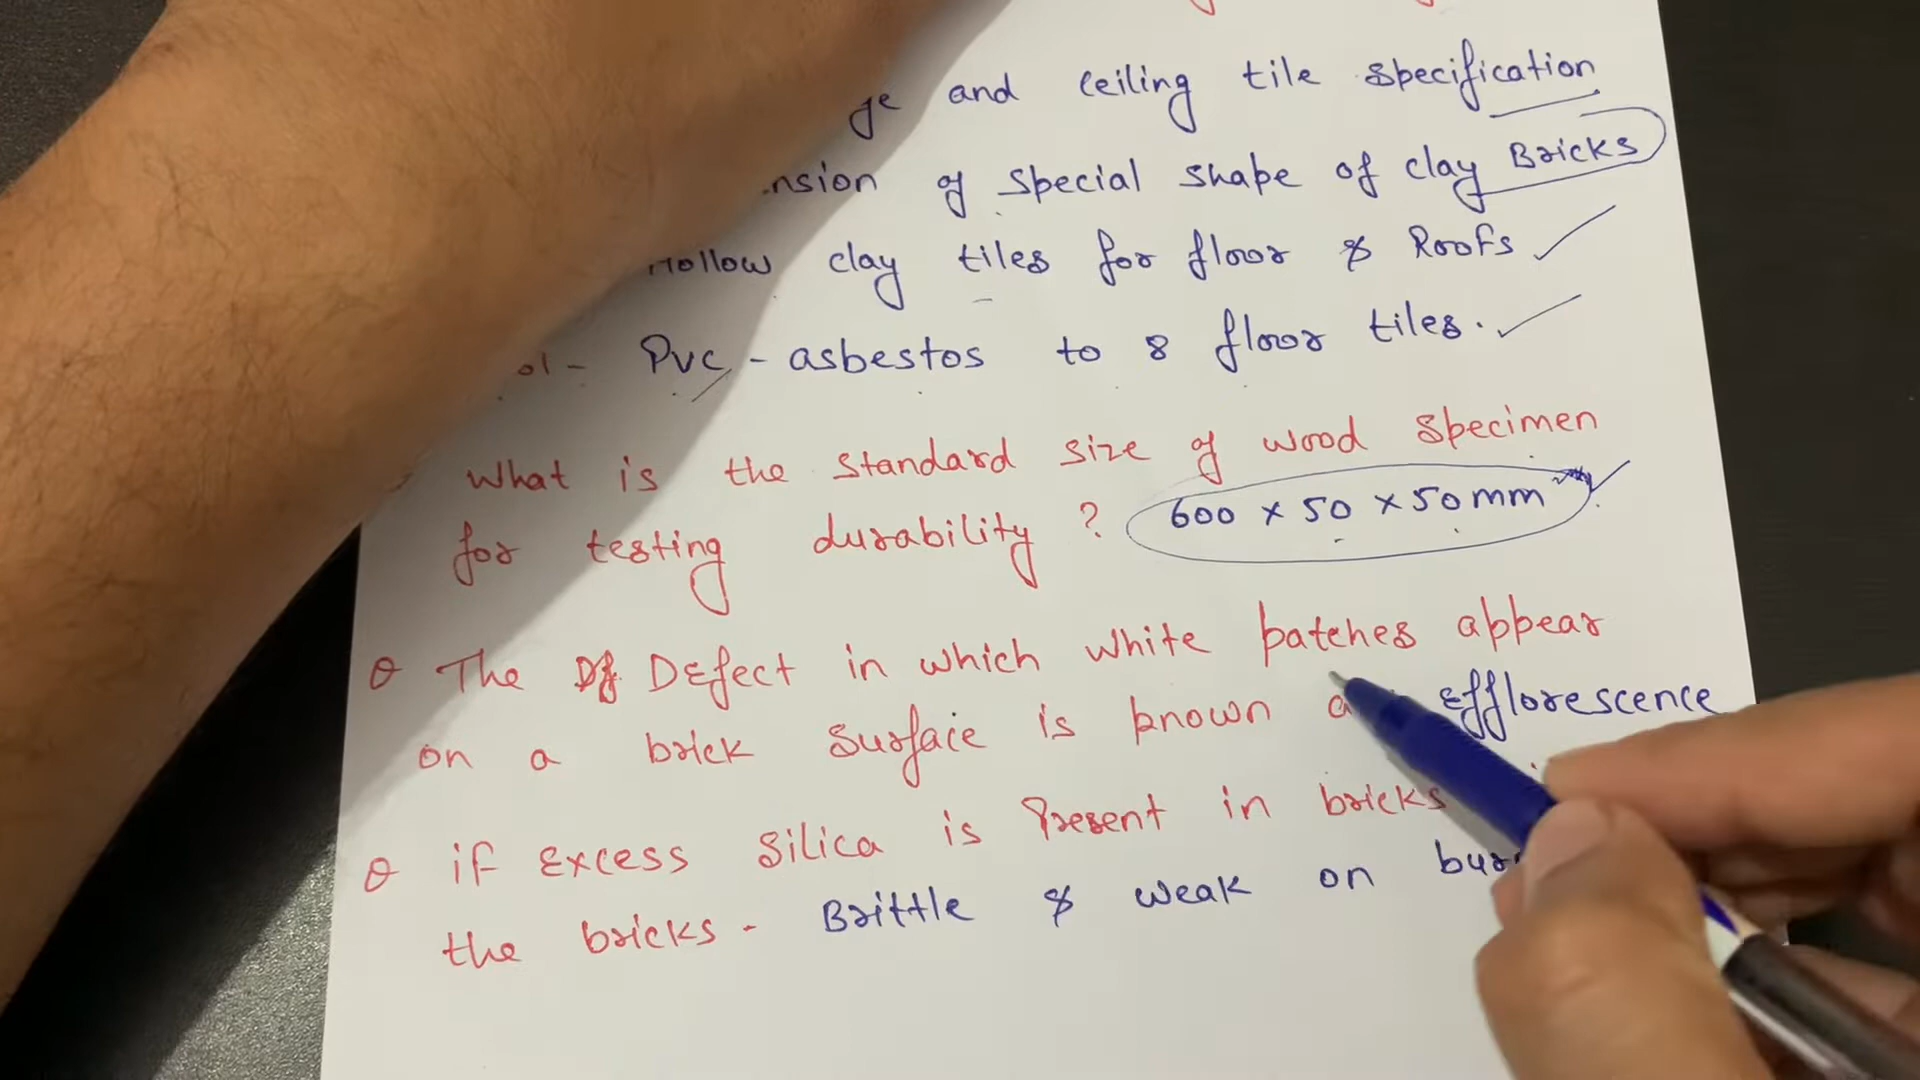 and ceiling tile specification
of special shape of clay Bricks
Hollow clay tiles for floor & Roofs
Pvc - asbestos to 8 floor tiles.
what is the standard size of wood specimen
for testing durability ? 600 x 50 x 50 mm
The Defect in which white patches appear
on a brick surface is known Efflorescence
if Excess silica is Present in bricks
the bricks - Brittle & weak on